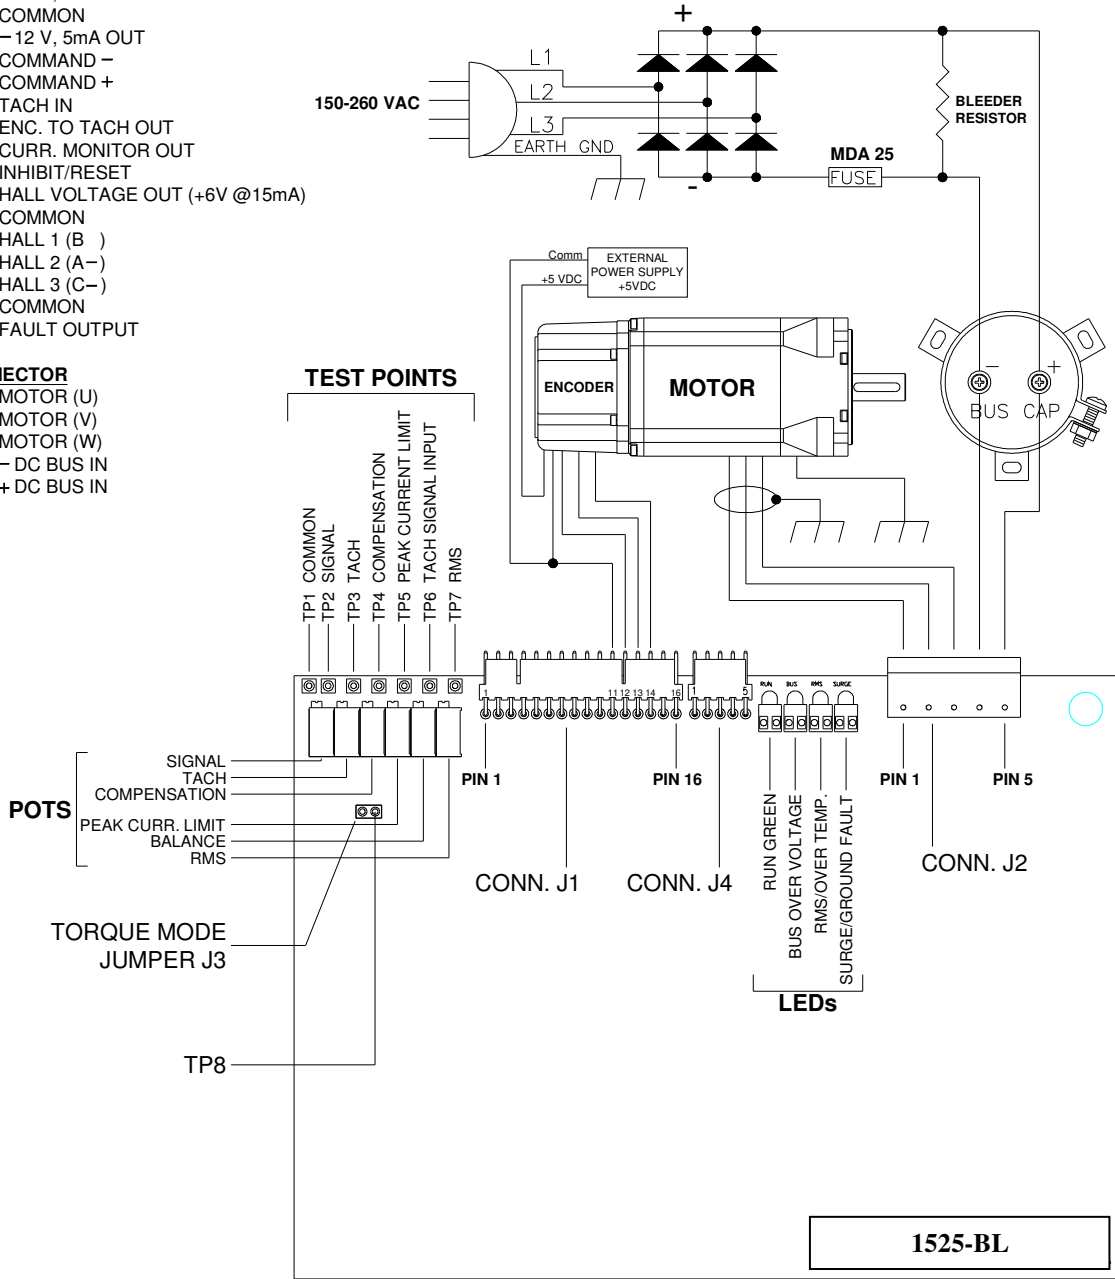 COMMON
−12 V, 5mA OUT
COMMAND −
COMMAND +
TACH IN
ENC. TO TACH OUT
CURR. MONITOR OUT
INHIBIT/RESET
HALL VOLTAGE OUT (+6V @15mA)
COMMON
HALL 1 (B )
HALL 2 (A−)
HALL 3 (C−)
COMMON
FAULT OUTPUT
NECTOR
MOTOR (U)
MOTOR (V)
MOTOR (W)
− DC BUS IN
+ DC BUS IN
+
L1
L2
L3
150-260 VAC
EARTH GND
-
MDA 25
FUSE
BLEEDER
RESISTOR
Comm
+5 VDC
EXTERNAL
POWER SUPPLY
+5VDC
ENCODER
MOTOR
− +
BUS CAP
TEST POINTS
TP1 COMMON
TP2 SIGNAL
TP3 TACH
TP4 COMPENSATION
TP5 PEAK CURRENT LIMIT
TP6 TACH SIGNAL INPUT
TP7 RMS
1 11 12 13 14 16
1 5
RUN BUS RMS SURGE
POTS
SIGNAL
TACH
COMPENSATION
PEAK CURR. LIMIT
BALANCE
RMS
PIN 1
PIN 16
PIN 1
PIN 5
CONN. J1
CONN. J4
CONN. J2
RUN GREEN
BUS OVER VOLTAGE
RMS/OVER TEMP.
SURGE/GROUND FAULT
LEDs
TORQUE MODE
JUMPER J3
TP8
1525-BL